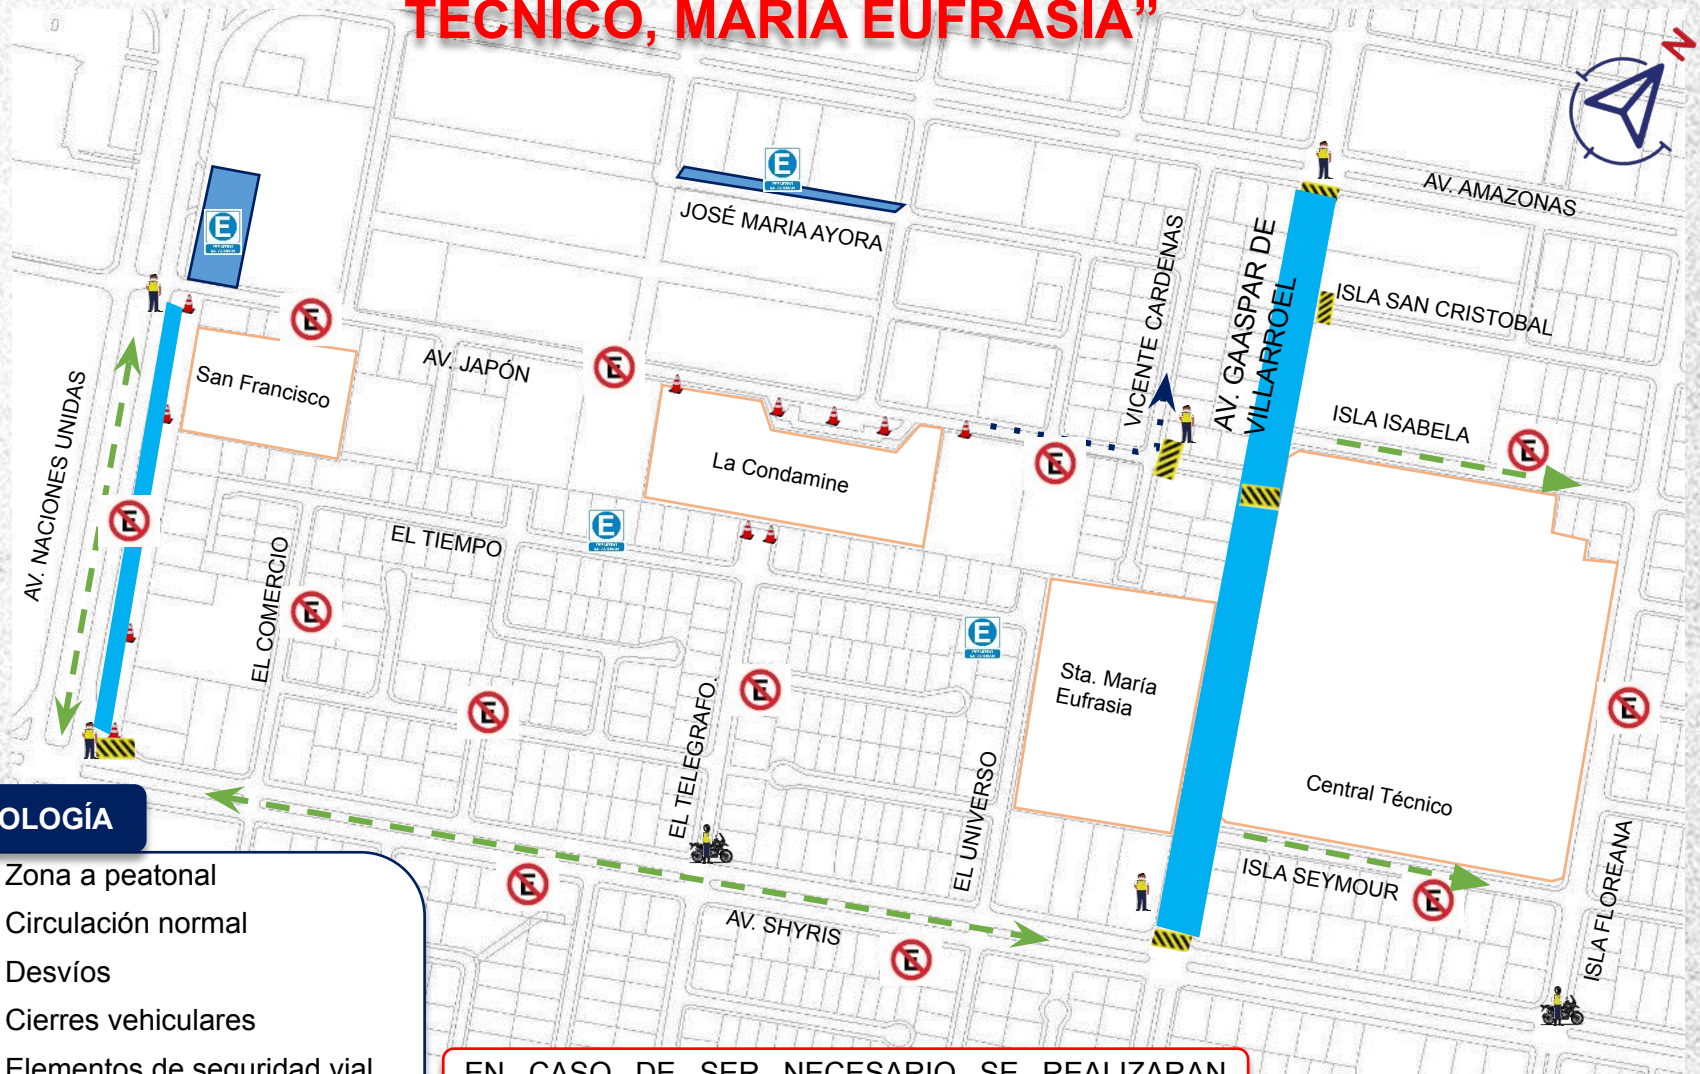 TÉCNICO, MARÍA EUFRASIA”
N
AV. AMAZONAS
E
JOSÉ MARIA AYORA
E
VICENTE CARDENAS
AV. GAASPAR DE
VILLARROEL
ISLA SAN CRISTOBAL
E
AV. JAPÓN
E
San Francisco
AV. NACIONES UNIDAS
ISLA ISABELA
E
La Condamine
E
E
EL TIEMPO
E
EL COMERCIO
E
E
Sta. María
Eufrasia
EL TELEGRAFO.
E
E
E
EL UNIVERSO
Central Técnico
OLOGÍA
Zona a peatonal
Circulación normal
Desvíos
Cierres vehiculares
Elementos de seguridad vial
E
AV. SHYRIS
E
ISLA SEYMOUR
E
ISLA FLOREANA
EN CASO DE SER NECESARIO SE REALIZARAN